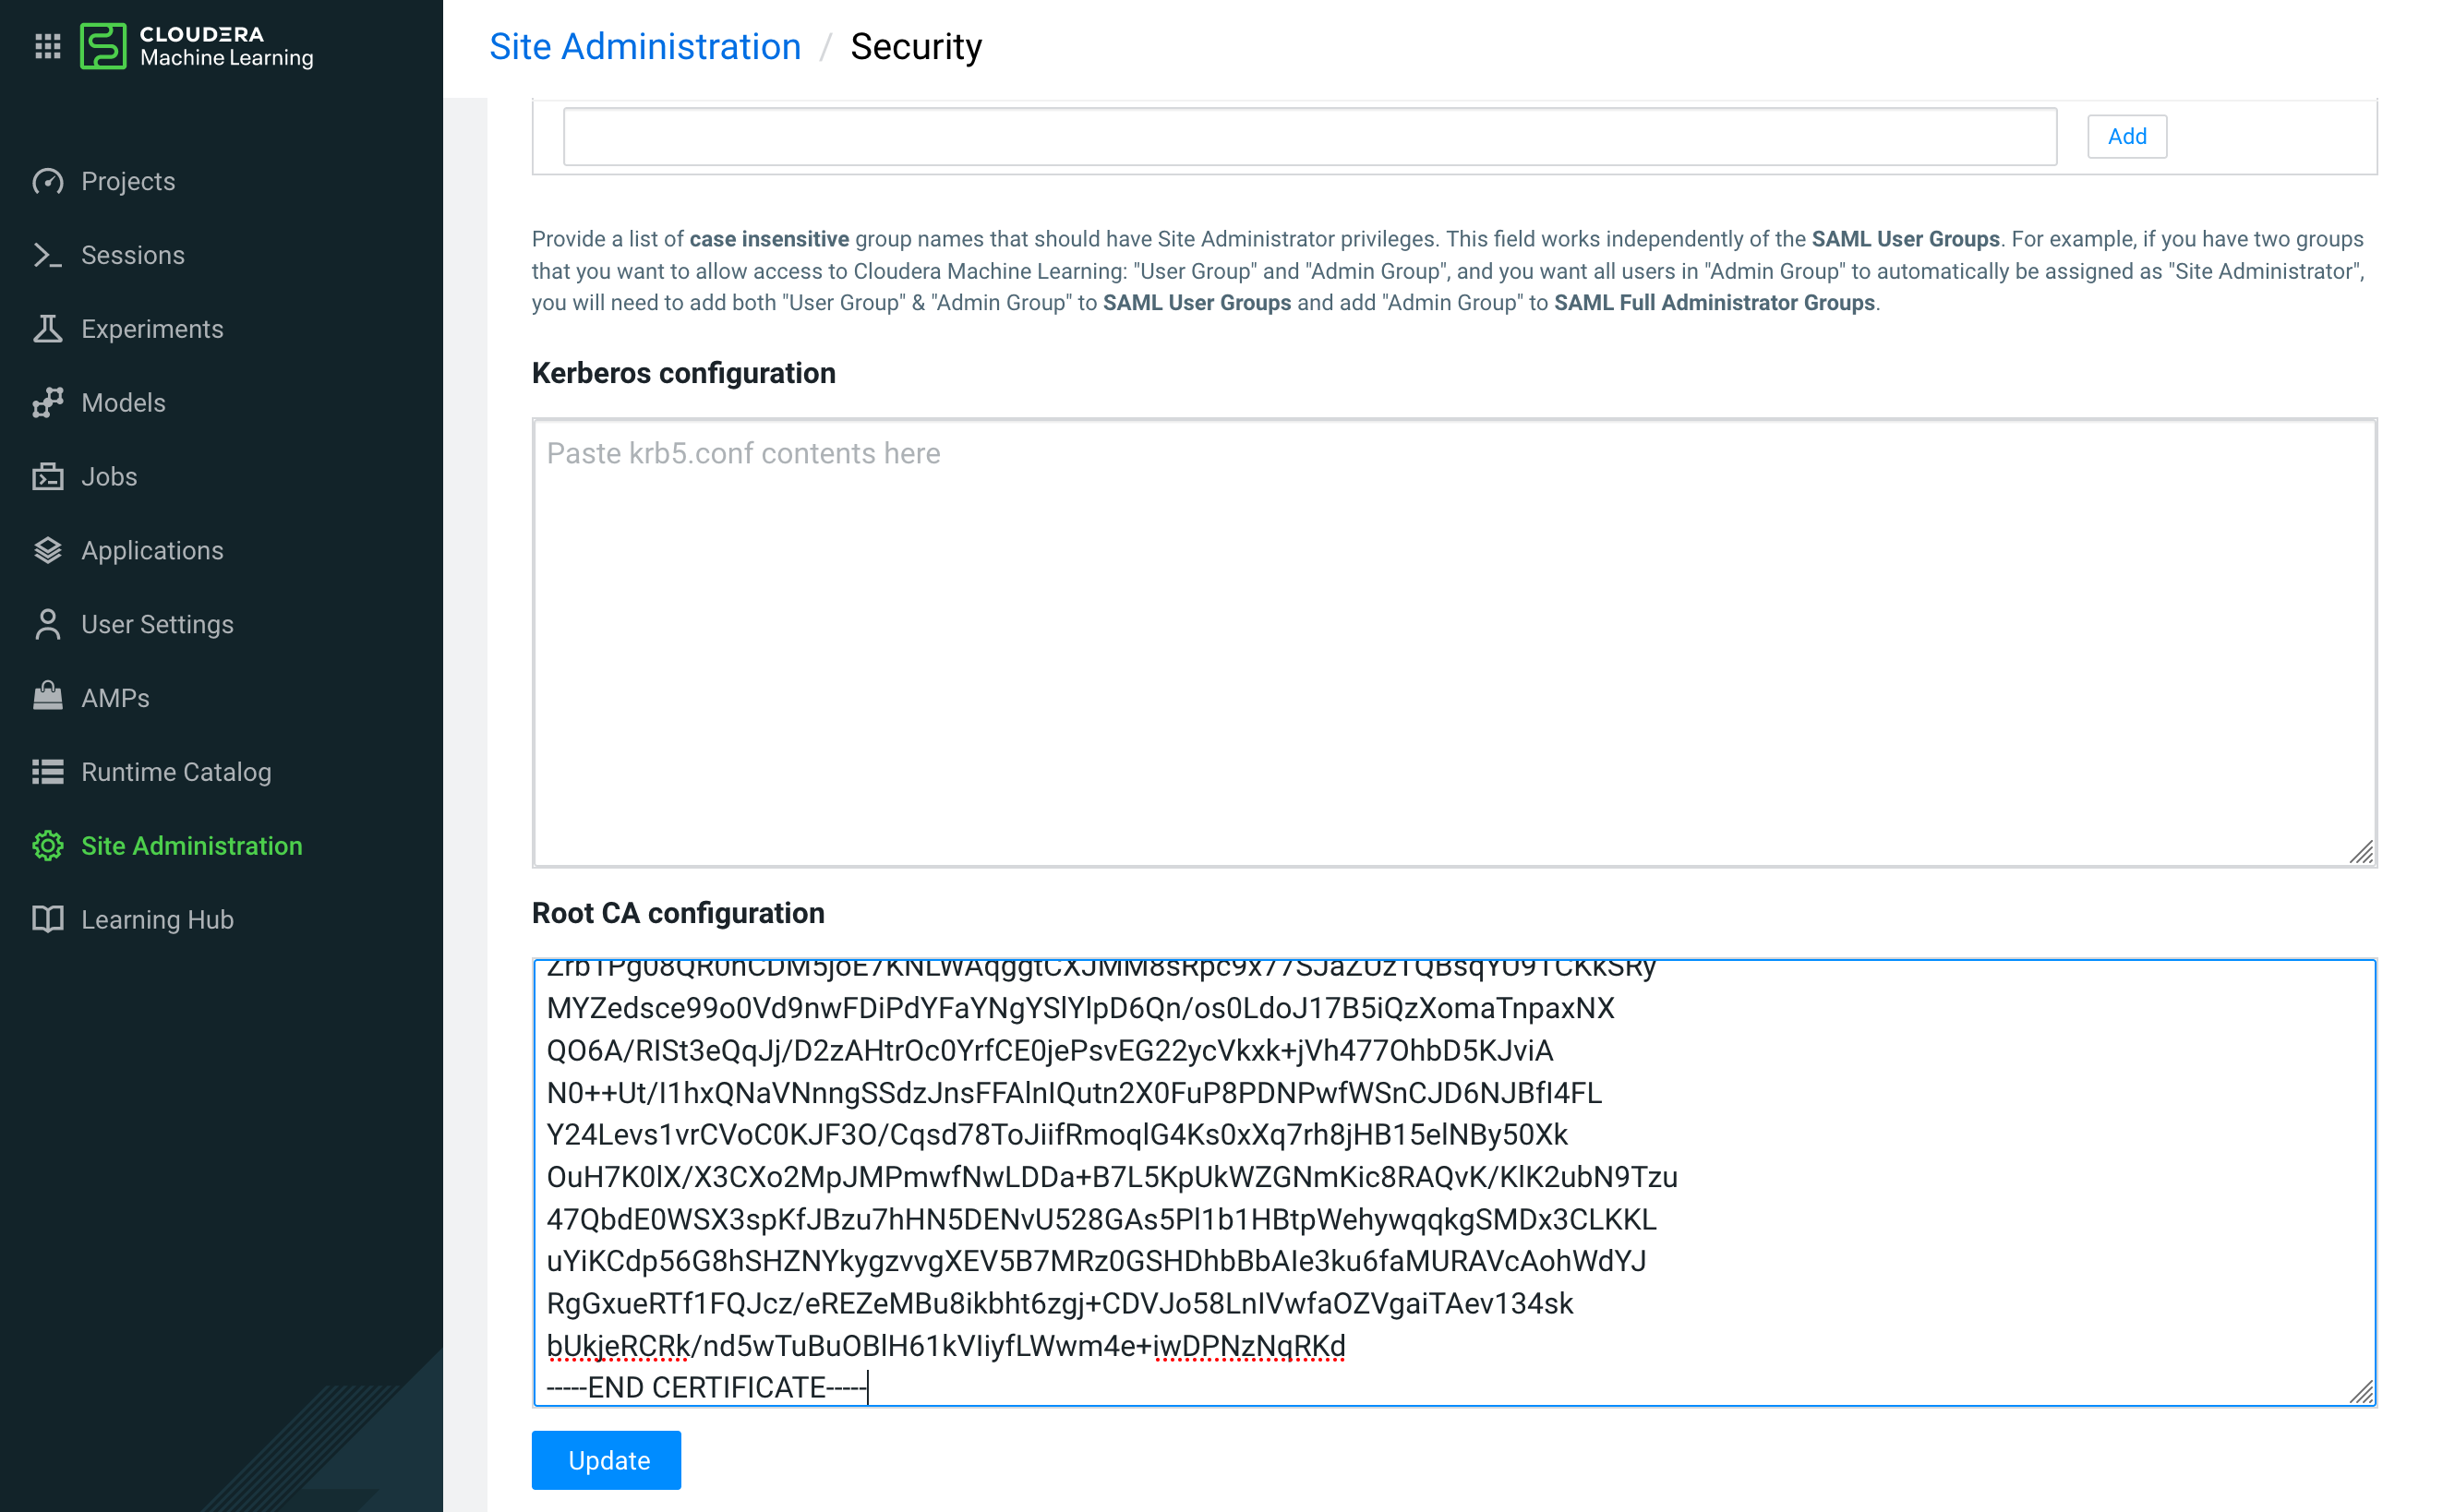 CLOUDERA
Machine Learning
Site Administration / Security
Projects
Sessions
Experiments
Models
Jobs
Applications
User Settings
AMPs
Runtime Catalog
Site Administration
Learning Hub
Add
Provide a list of case insensitive group names that should have Site Administrator privileges. This field works independently of the SAML User Groups. For example, if you have two groups
that you want to allow access to Cloudera Machine Learning: "User Group" and "Admin Group", and you want all users in "Admin Group" to automatically be assigned as "Site Administrator",
you will need to add both "User Group" & "Admin Group" to SAML User Groups and add "Admin Group" to SAML Full Administrator Groups.
Kerberos configuration
Paste krb5.conf contents here
Root CA configuration
MYZedsce99o0Vd9nwFDiPdYFaYNgYSlYlpD6Qn/os0LdoJ17B5iQzXomaTnpaxNX
QO6A/RISt3eQqJj/D2zAHtrOc0YrfCE0jePsvEG22ycVkxk+jVh477OhbD5KJviA
N0++Ut/I1hxQNaVNnngSSdzJnsFFAlnIQutn2X0FuP8PDNPwfWSnCJD6NJBfI4FL
Y24Levs1vrCVoC0KJF3O/Cqsd78ToJiifRmoqlG4Ks0xXq7rh8jHB15elNBy50Xk
OuH7K0lX/X3CXo2MpJMPmwfNwLDDa+B7L5KpUkWZGNmKic8RAQvK/KlK2ubN9Tzu
47QbdE0WSX3spKfJBzu7hHN5DENvU528GAs5Pl1b1HBtpWehywqqkgSMDx3CLKKL
uYiKCdp56G8hSHZNYkygzvvgXEV5B7MRz0GSHDhbBbAIe3ku6faMURAVcAohWdYJ
RgGxueRTf1FQJcz/eREZeMBu8ikbht6zgj+CDVJo58LnIVwfaOZVgaiTAev134sk
bUkjeRCRk/nd5wTuBuOBlH61kVIiyfLWwm4e+iwDPNzNqRKd
-----END CERTIFICATE-----
Update